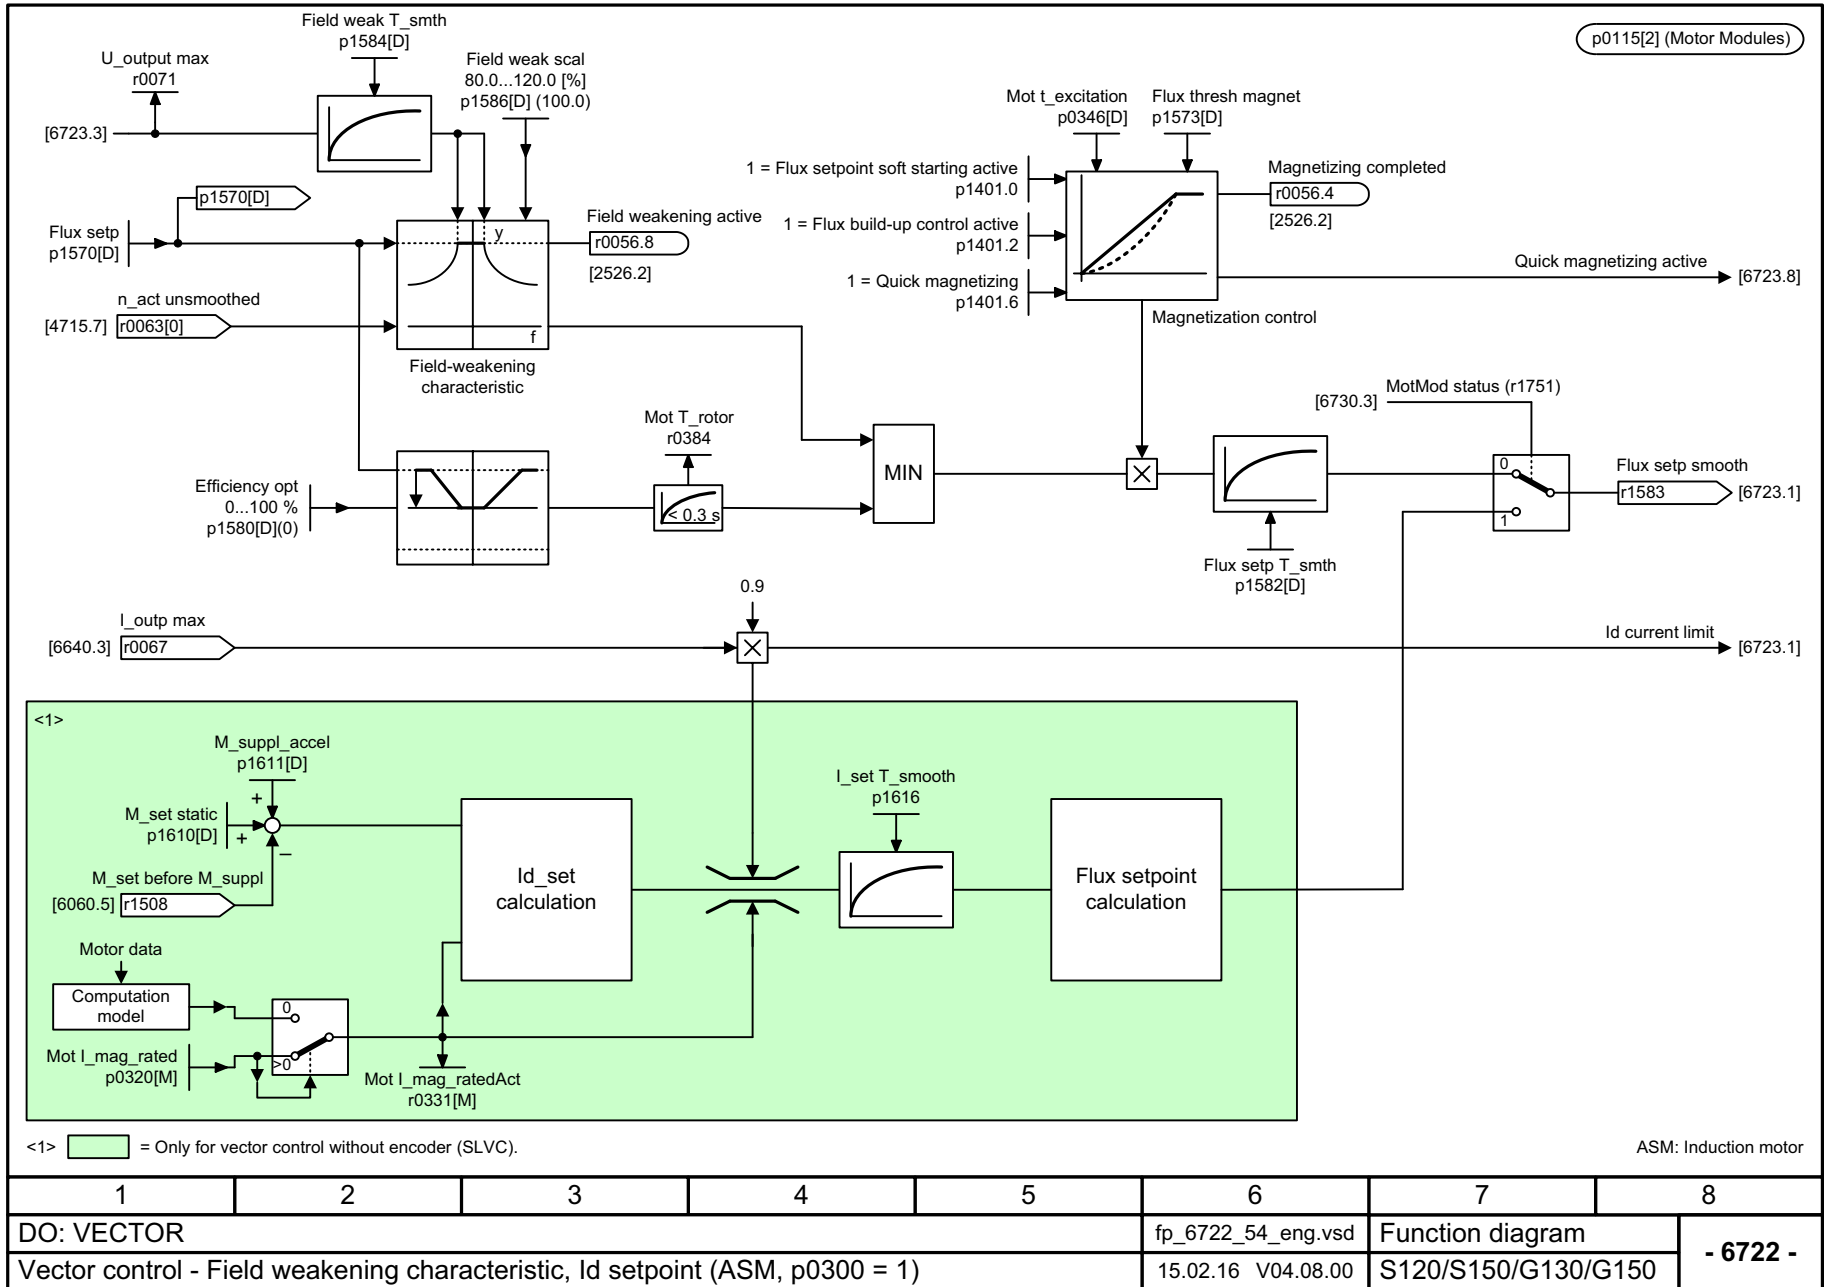 Field weak T_smth
p1584[D]
p0115[2] (Motor Modules)
U_output max
r0071
Field weak scal
80.0...120.0 [%]
p1586[D] (100.0)
[6723.3]
Mot t_excitation
p0346[D]
Flux thresh magnet
p1573[D]
1 = Flux setpoint soft starting active
p1401.0
Magnetizing completed
r0056.4
[2526.2]
p1570[D]
Flux setp
p1570[D]
y
Field weakening active
r0056.8
[2526.2]
1 = Flux build-up control active
p1401.2
Quick magnetizing active
[6723.8]
1 = Quick magnetizing
p1401.6
n_act unsmoothed
[4715.7]
r0063[0]
f
Magnetization control
Field-weakening
characteristic
MotMod status (r1751)
[6730.3]
Mot T_rotor
r0384
MIN
0
Flux setp smooth
r1583
[6723.1]
Efficiency opt
0...100 %
p1580[D](0)
< 0.3 s
1
Flux setp T_smth
p1582[D]
0.9
I_outp max
[6640.3]
r0067
Id current limit
[6723.1]
<1>
M_suppl_accel
p1611[D]
+
M_set static
p1610[D]
+
–
I_set T_smooth
p1616
M_set before M_suppl
[6060.5]
r1508
Id_set
calculation
Flux setpoint
calculation
Motor data
Computation
model
0
Mot I_mag_rated
p0320[M]
>0
Mot I_mag_ratedAct
r0331[M]
<1>
= Only for vector control without encoder (SLVC).
ASM: Induction motor
1 2 3 4 5 6 7 8
DO: VECTOR
fp_6722_54_eng.vsd
Function diagram
- 6722 -
Vector control - Field weakening characteristic, Id setpoint (ASM, p0300 = 1)
15.02.16 V04.08.00
S120/S150/G130/G150